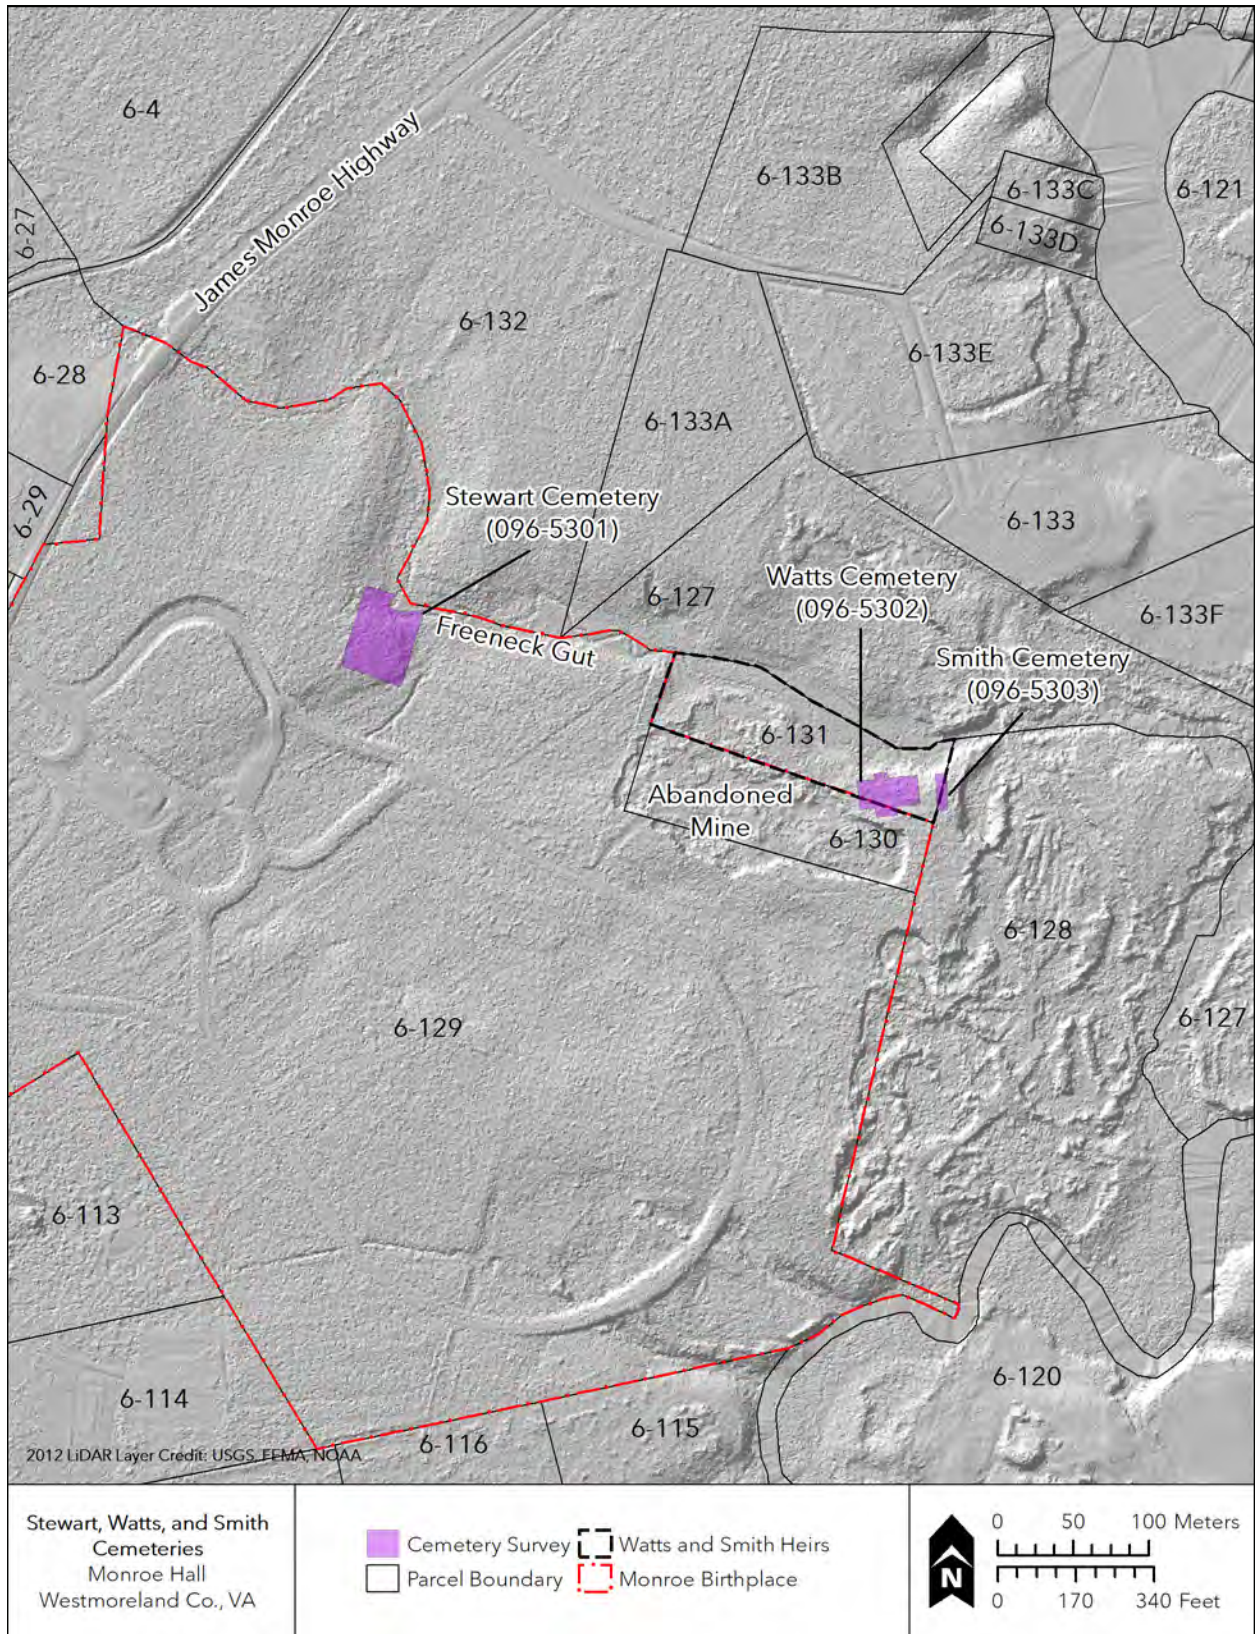 6-4
James Monroe Highway
6-27
6-133B
6-133C
6-121
6-133D
6-132
6-133E
6-28
6-133A
6-29
Stewart Cemetery
(096-5301)
6-133
Watts Cemetery
(096-5302)
6-127
6-133F
Freeneck Gut
Smith Cemetery
(096-5303)
6-131
Abandoned
Mine
6-130
6-128
6-129
6-127
6-113
6-120
6-114
6-115
6-116
2012 LiDAR Layer Credit: USGS, FEMA, NOAA
Stewart, Watts, and Smith
Cemeteries
Monroe Hall
Westmoreland Co., VA
Cemetery Survey
Watts and Smith Heirs
Parcel Boundary
Monroe Birthplace
N
0 50 100 Meters
0 170 340 Feet